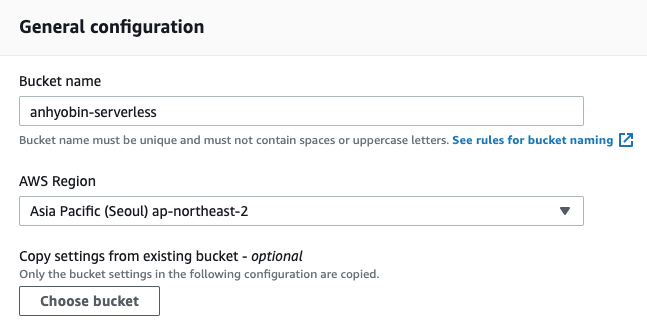 General configuration
Bucket name
anhyobin-serverless
Bucket name must be unique and must not contain spaces or uppercase letters. See rules for bucket naming
AWS Region
Asia Pacific (Seoul) ap-northeast-2
Copy settings from existing bucket - optional
Only the bucket settings in the following configuration are copied.
Choose bucket